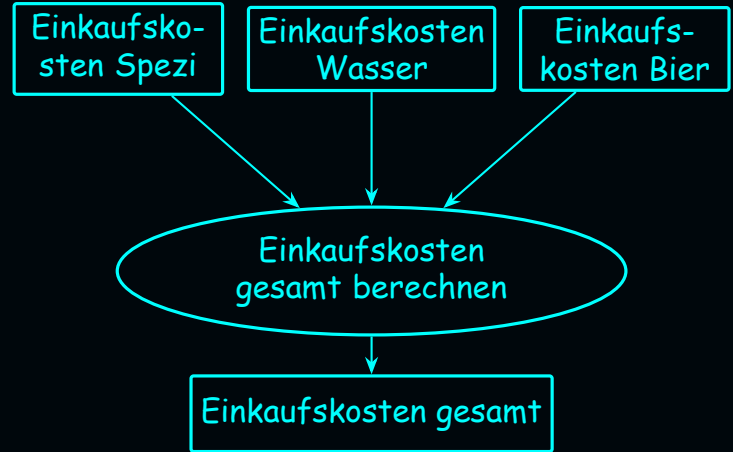 Einkaufsko-
sten Spezi
Einkaufskosten
Wasser
Einkaufs-
kosten Bier
Einkaufskosten
gesamt berechnen
Einkaufskosten gesamt